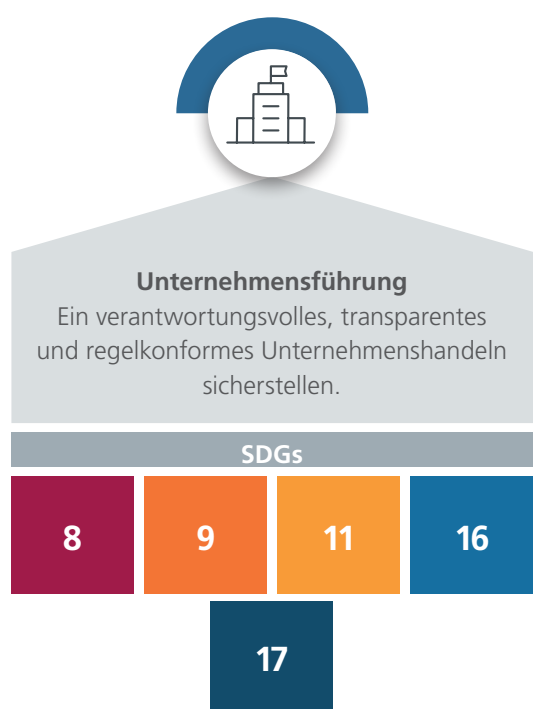 Unternehmensführung
Ein verantwortungsvolles, transparentes
und regelkonformes Unternehmenshandeln
sicherstellen.
SDGs
8 9 11 16
17